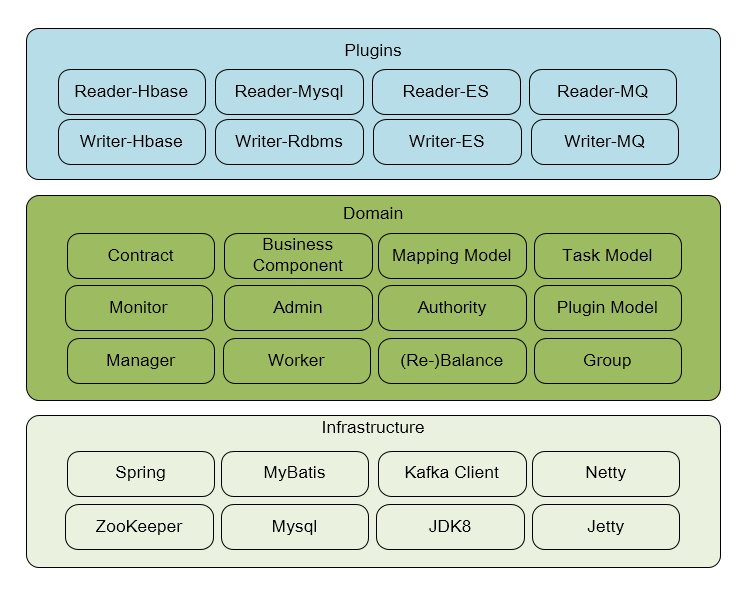 Plugins
Reader-Hbase
Reader-Mysql
Reader-ES
Reader-MQ
Writer-Hbase
Writer-Rdbms
Writer-ES
Writer-MQ
Domain
Contract
Business
Component
Mapping Model
Task Model
Monitor
Admin
Authority
Plugin Model
Manager
Worker
(Re-)Balance
Group
Infrastructure
Spring
MyBatis
Kafka Client
Netty
ZooKeeper
Mysql
JDK8
Jetty